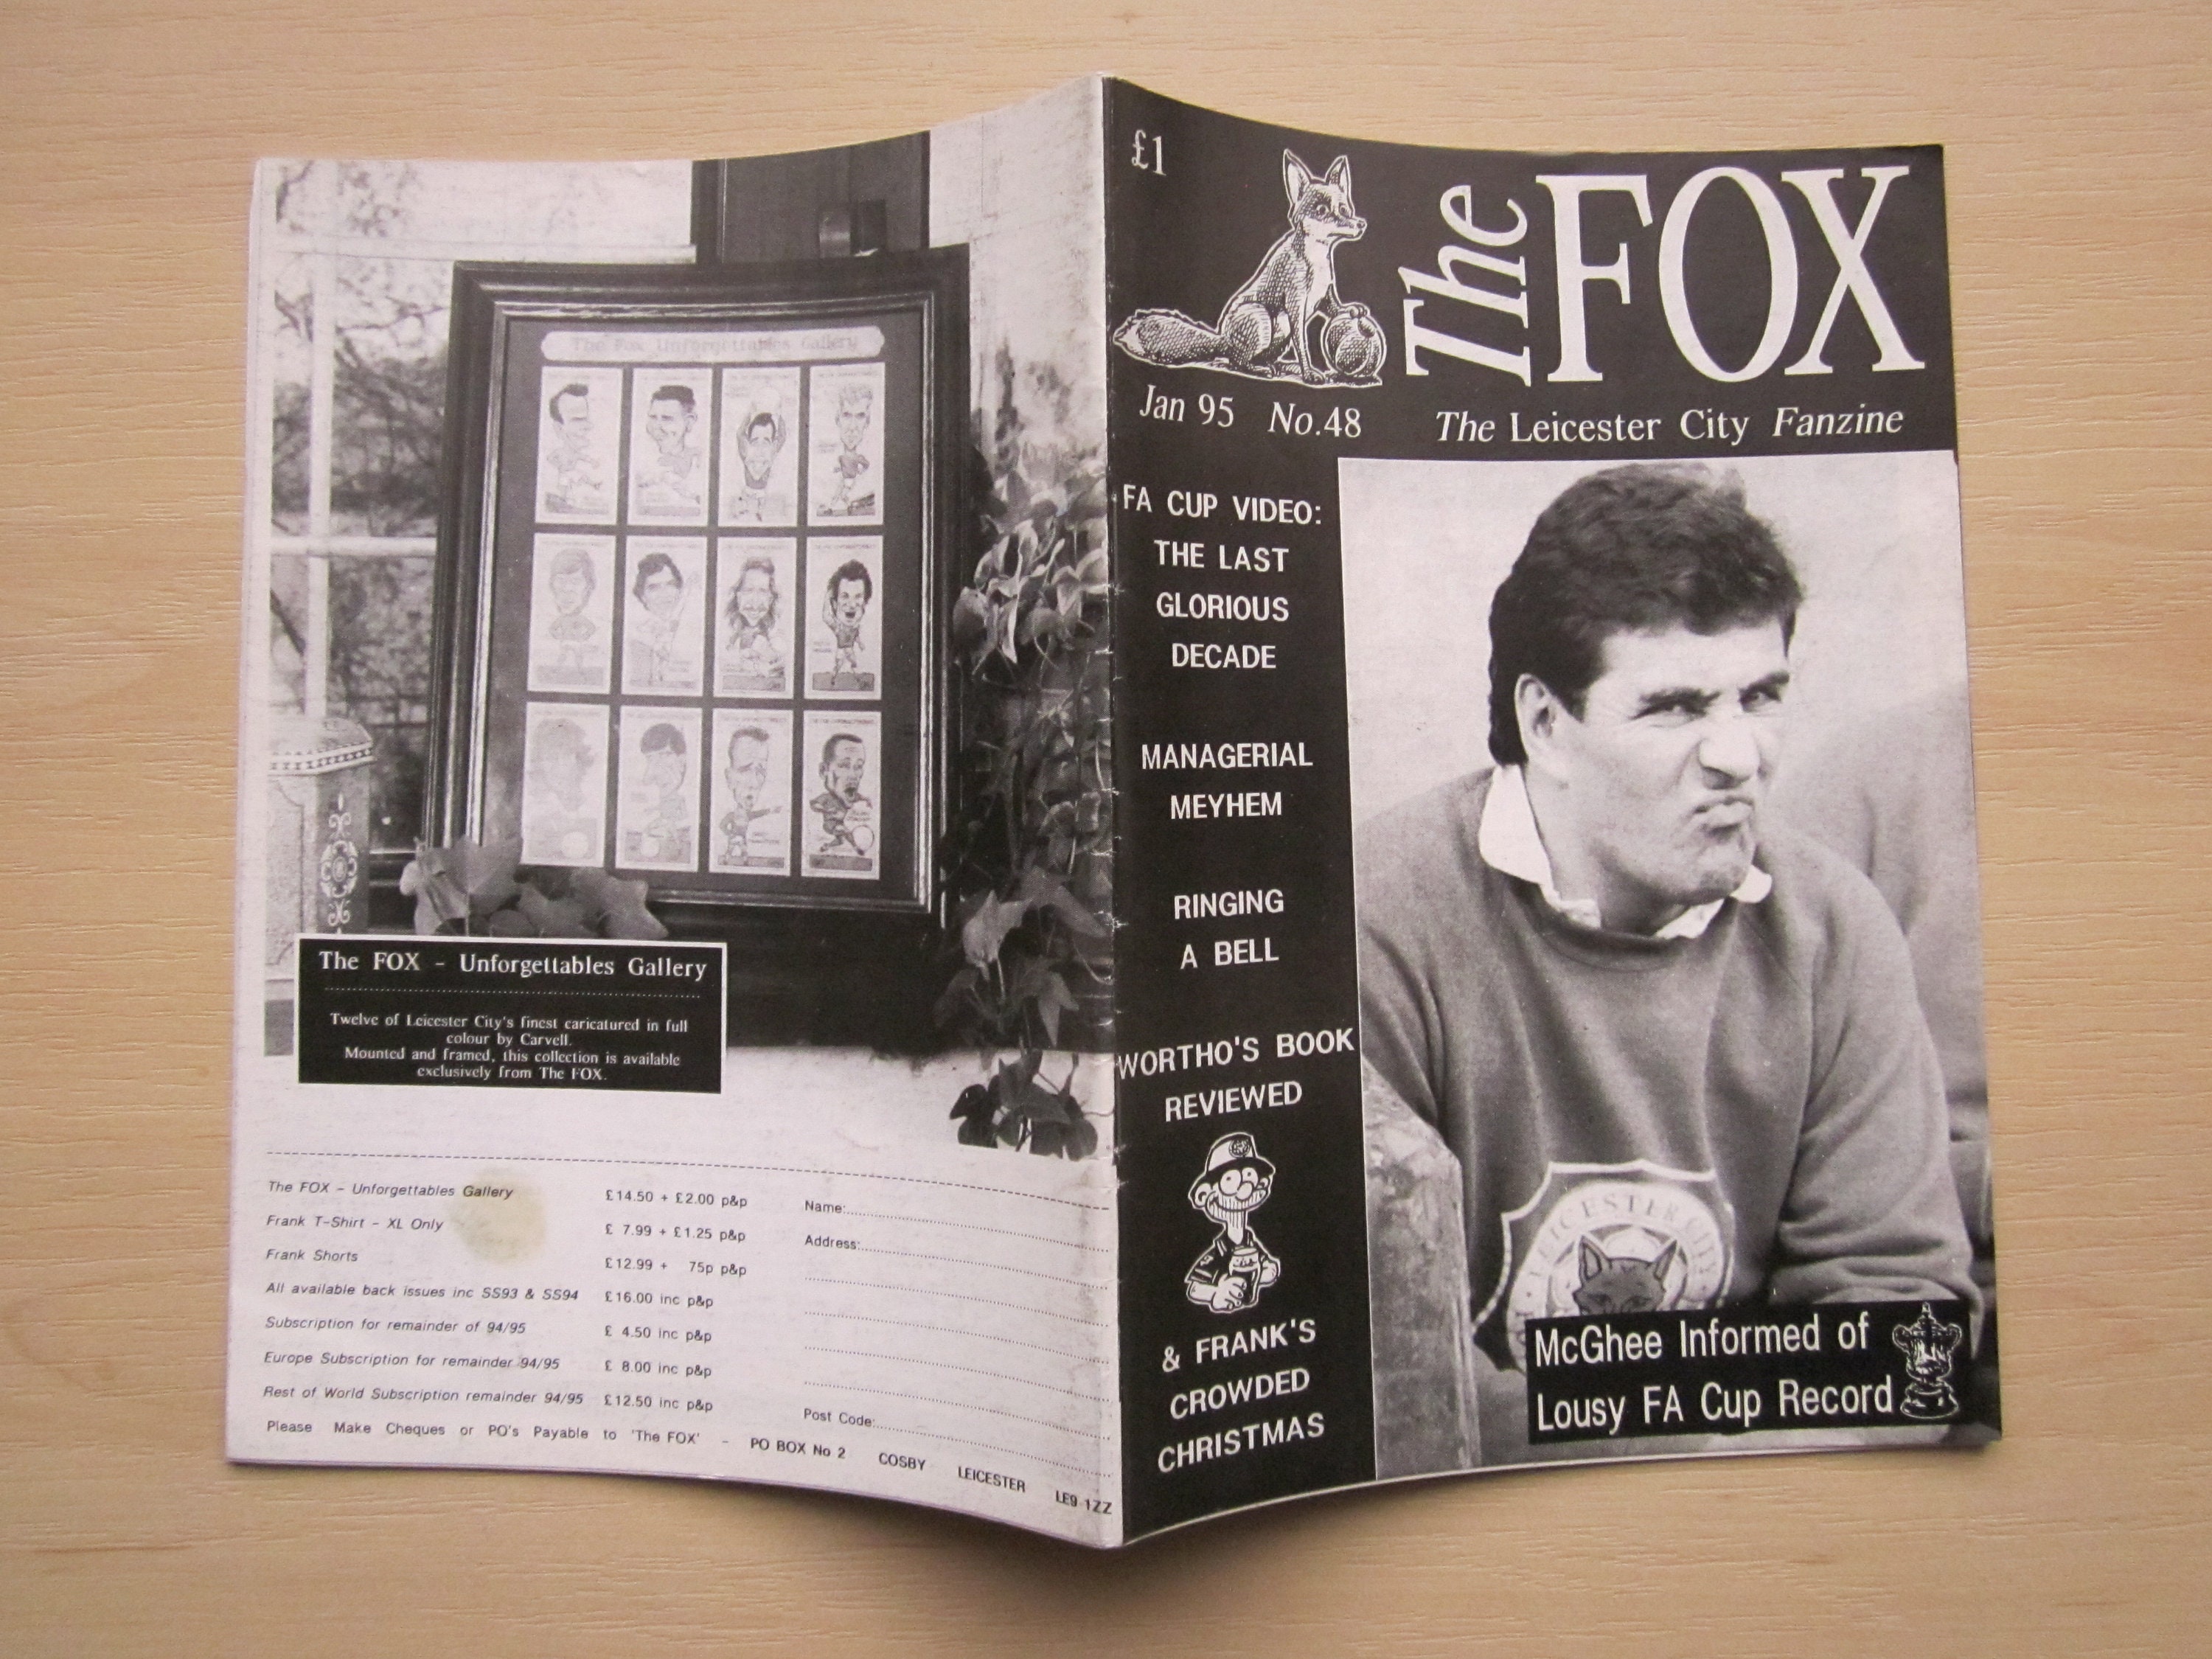 The Fox Unforgettables Gallery
The FOX - Unforgettables Gallery
Twelve of Leicester City's finest caricatured in full
colour by Carvell.
Mounted and framed, this collection is available
exclusively from The FOX.
The FOX - Unforgettables Gallery £14.50 + £2.00 p&p
Frank T-Shirt - XL Only £ 7.99 + £1.25 p&p
Frank Shorts £12.99 + 75p p&p
All available back issues inc SS93 & SS94 £16.00 inc p&p
Subscription for remainder of 94/95 £ 4.50 inc p&p
Europe Subscription for remainder 94/95 £ 8.00 inc p&p
Rest of World Subscription remainder 94/95 £12.50 inc p&p
Name:
Address:
Post Code:
Please Make Cheques or PO's Payable to 'The FOX' - PO BOX No 2 COSBY LEICESTER LE9 1ZZ
£1
The FOX
Jan 95 No.48
The Leicester City Fanzine
FA CUP VIDEO:
THE LAST
GLORIOUS
DECADE
MANAGERIAL
MEYHEM
RINGING
A BELL
WORTHO'S BOOK
REVIEWED
& FRANK'S
CROWDED
CHRISTMAS
LEICESTER CITY
McGhee Informed of
Lousy FA Cup Record